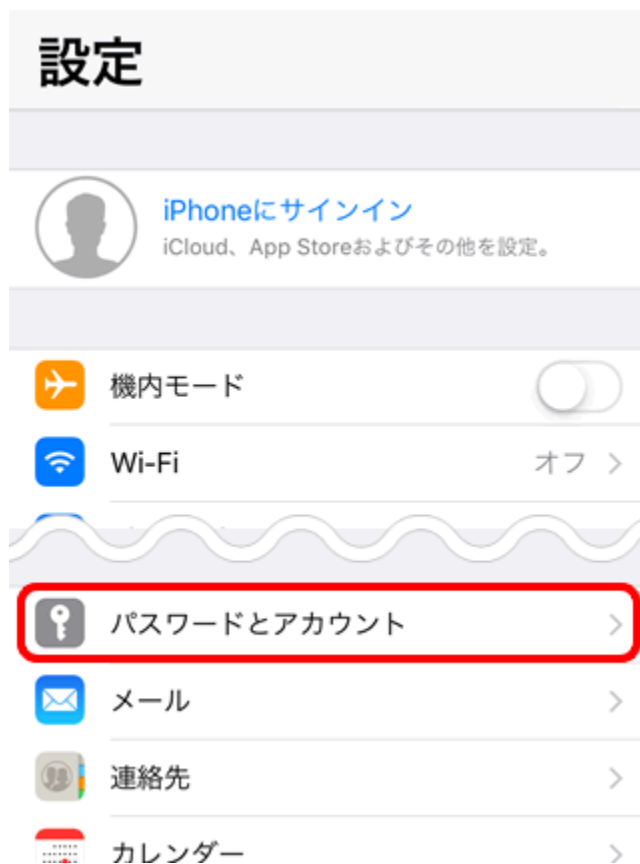 設定
iPhoneにサインイン
iCloud、App Storeおよびその他を設定。
機内モード
Wi-Fi オフ
パスワードとアカウント
メール
連絡先
カレンダー